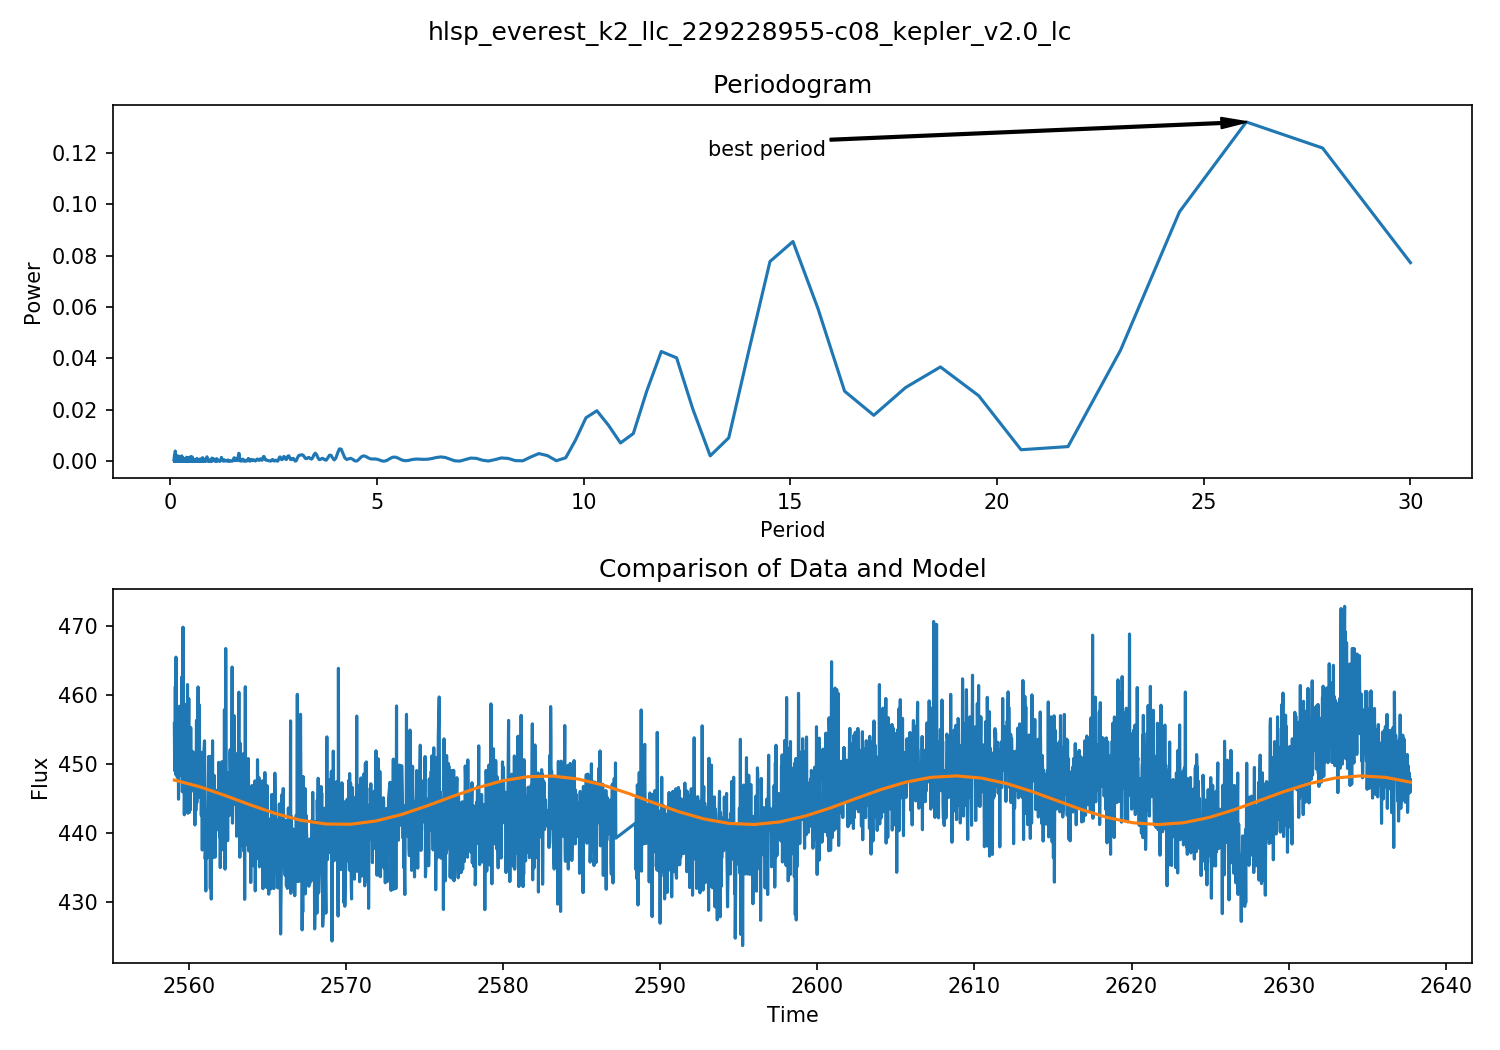 hlsp_everest_k2_llc_229228955-c08_kepler_v2.0_lc
Periodogram
best period
Power
0.12
0.10
0.08
0.06
0.04
0.02
0.00
0 5 10 15 20 25 30
Period
Comparison of Data and Model
Flux
470
460
450
440
430
2560 2570 2580 2590 2600 2610 2620 2630 2640
Time